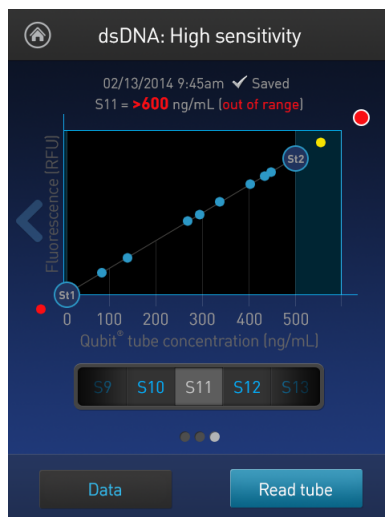 dsDNA: High sensitivity
02/13/2014 9:45am ✓ Saved
S11 = >600 ng/mL (out of range)
Fluorescence (RFU)
St2
St1
0 100 200 300 400 500
Qubit® tube concentration (ng/mL)
S9 S10 S11 S12 S13
Data Read tube